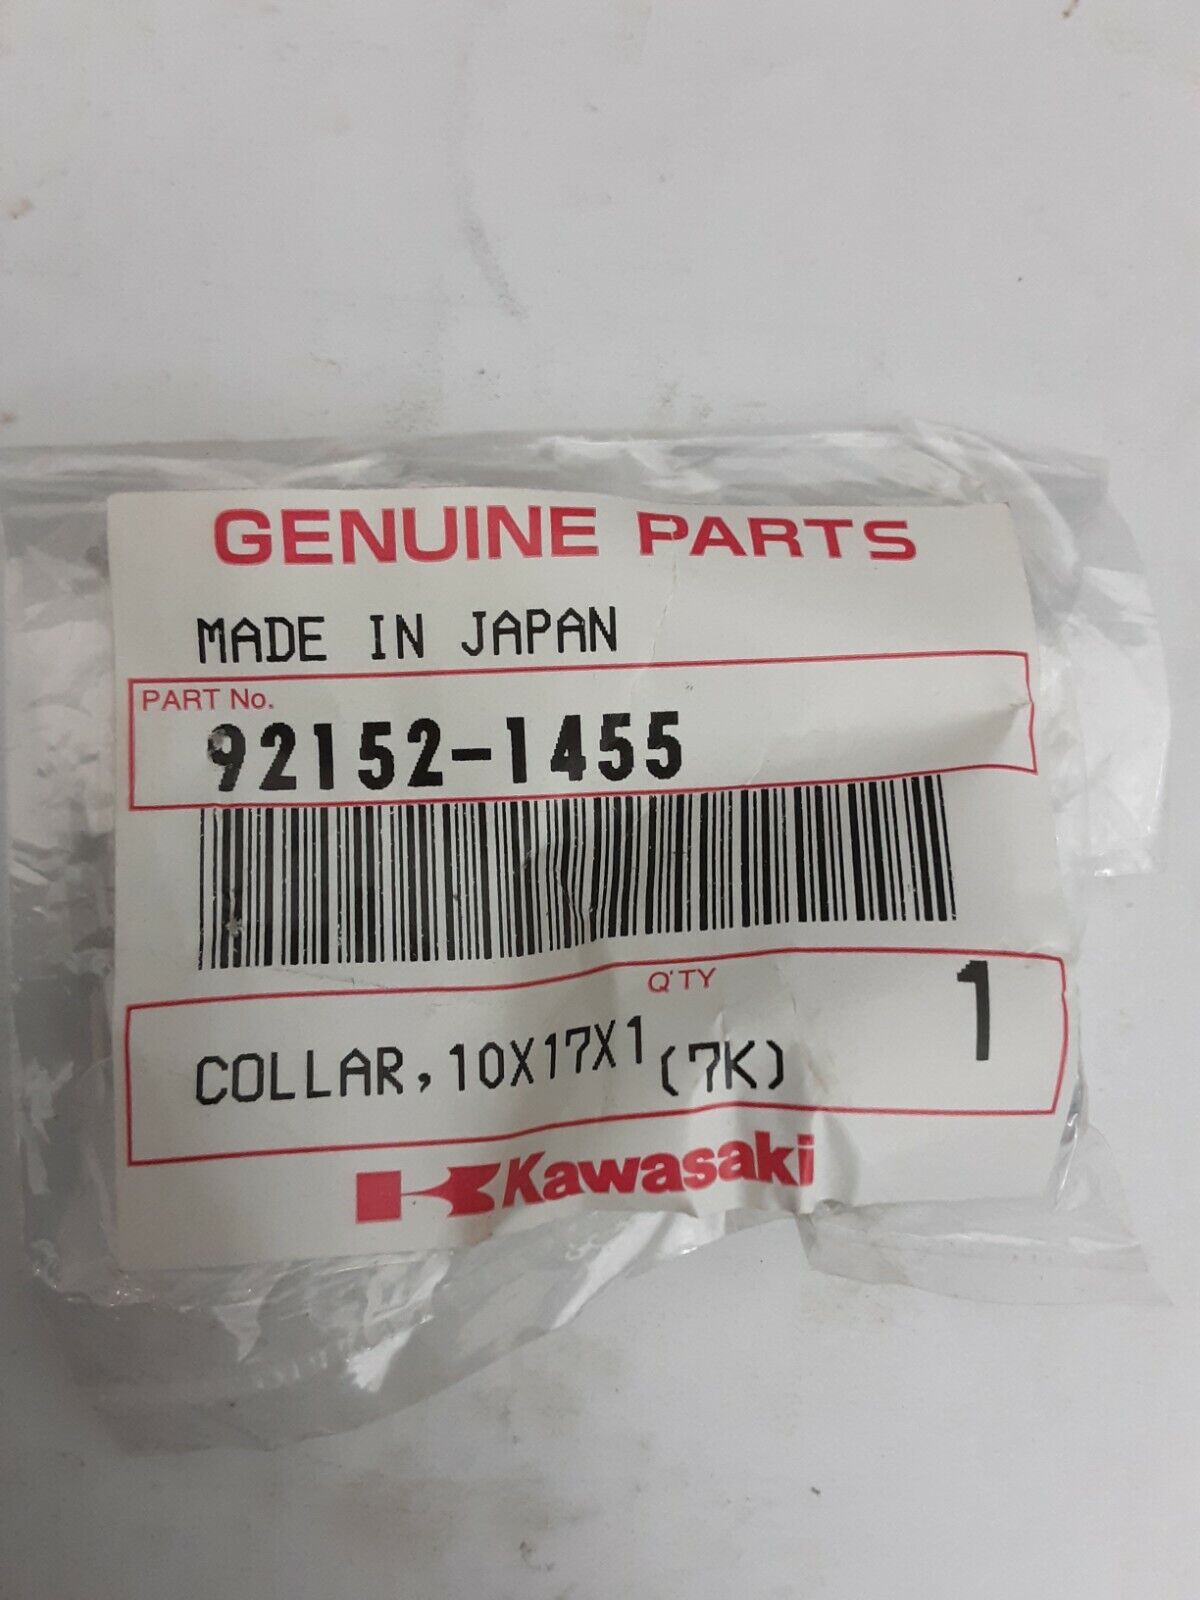 GENUINE PARTS
MADE IN JAPAN
PART No.
92152-1455
Q'TY
1
COLLAR, 10X17X1 (7K)
Kawasaki